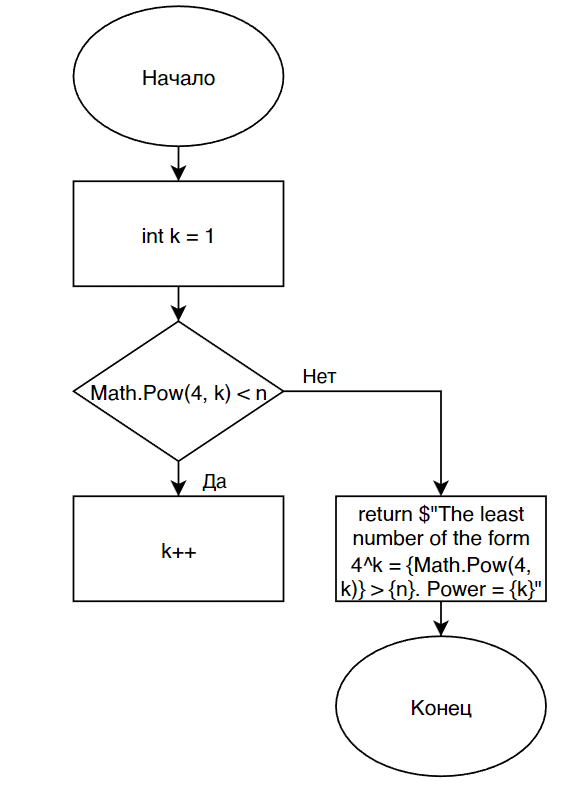 Начало
int k = 1
Math.Pow(4, k) < n
Нет
Да
k++
return $"The least
number of the form
4^k = {Math.Pow(4,
k)} > {n}. Power = {k}"
Конец